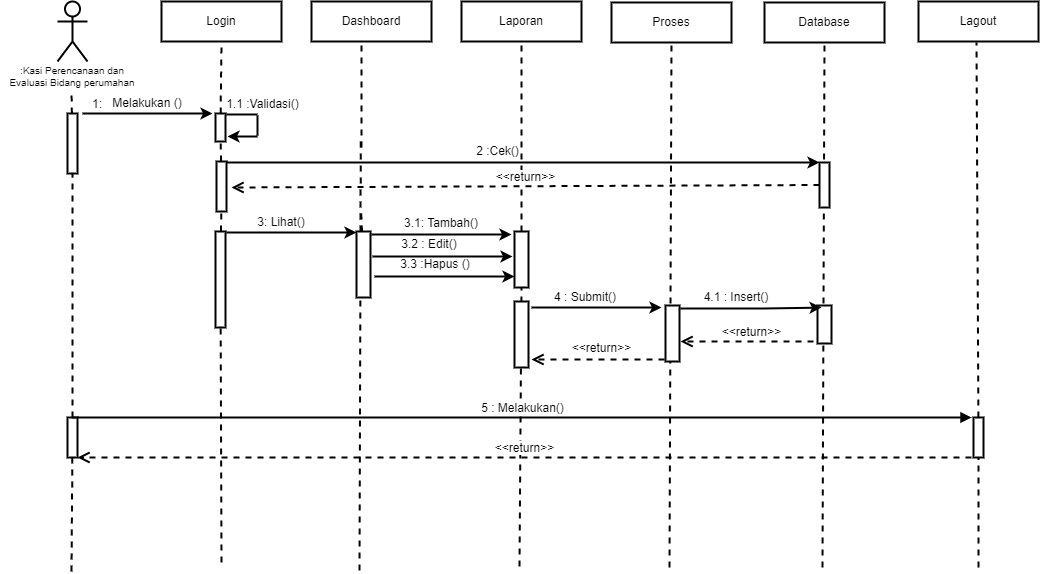 Login
Dashboard
Laporan
Proses
Database
Lagout
:Kasi Perencanaan dan
Evaluasi Bidang perumahan
1: Melakukan ()
1.1 :Validasi()
2 :Cek()
<<return>>
3: Lihat()
3.1: Tambah()
3.2 : Edit()
3.3 :Hapus ()
4 : Submit()
4.1 : Insert()
<<return>>
<<return>>
5 : Melakukan()
<<return>>